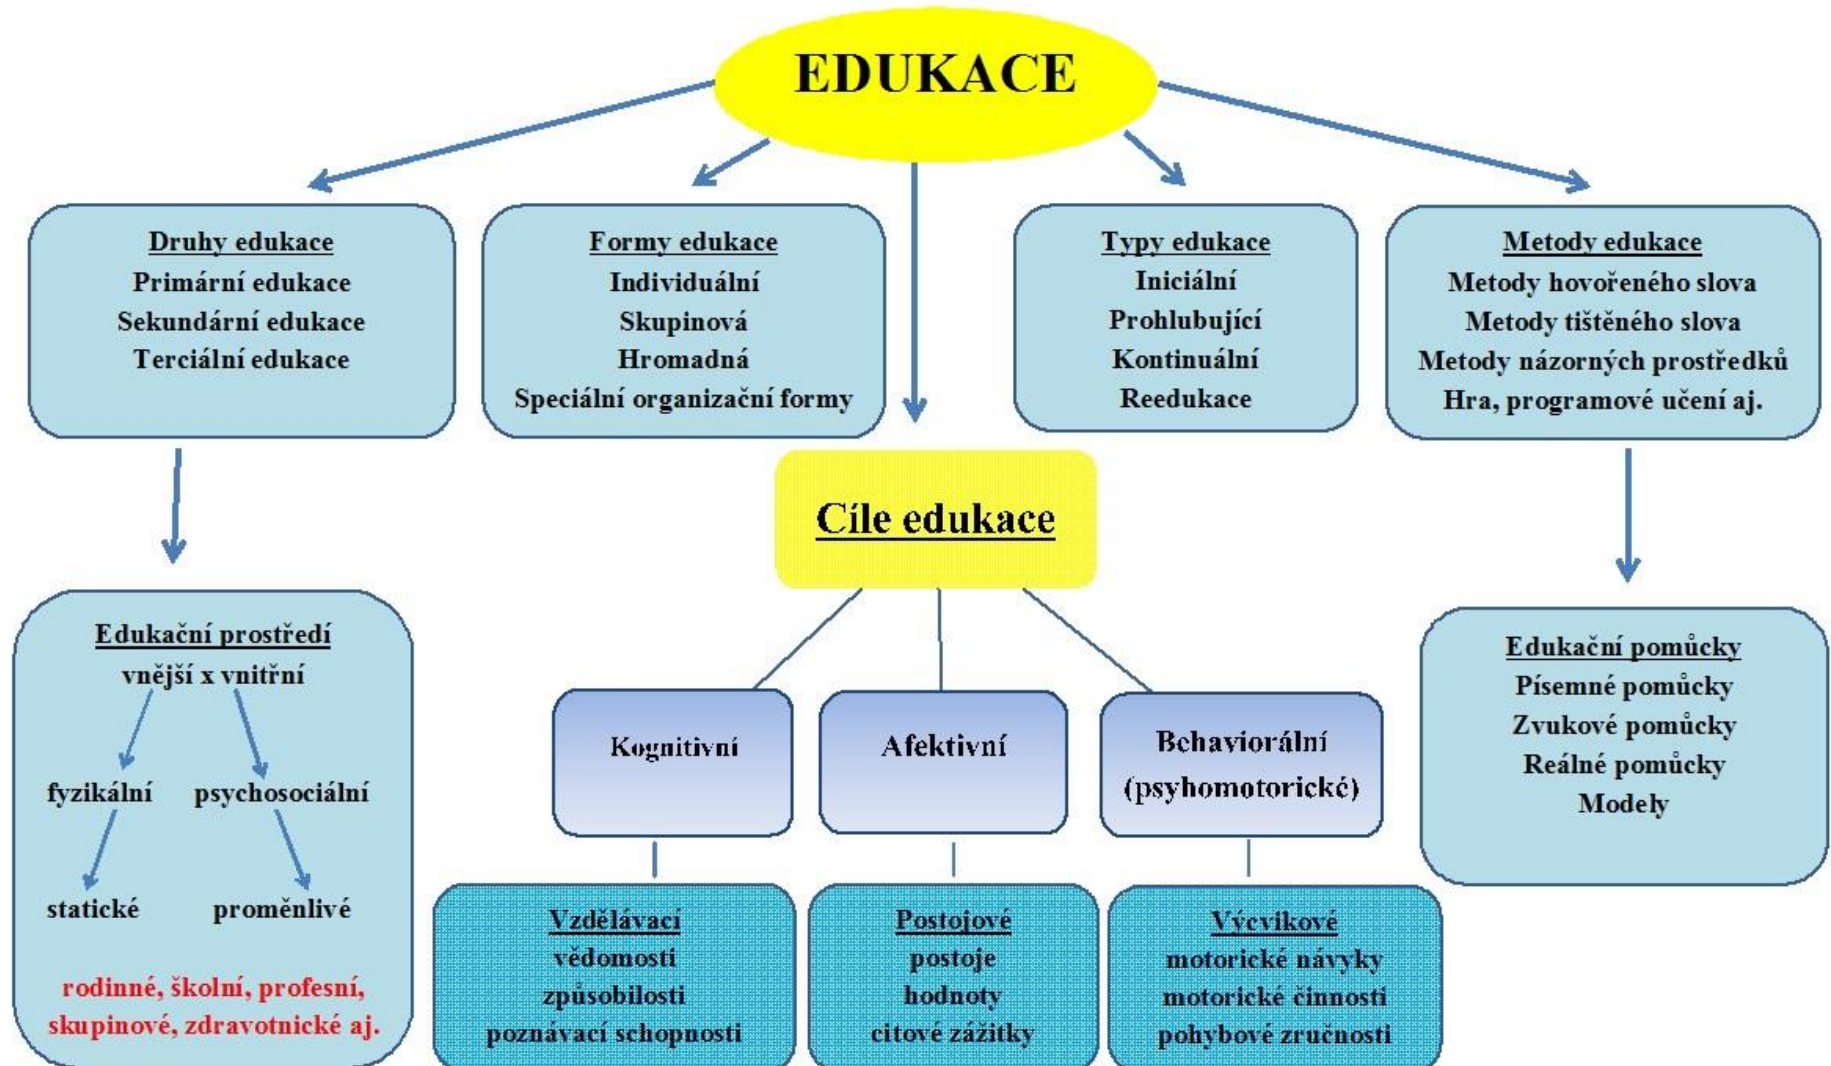 EDUKACE
Druhy edukace
Primární edukace
Sekundární edukace
Terciální edukace
Formy edukace
Individuální
Skupinová
Hromadná
Speciální organizační formy
Typy edukace
Iniciální
Prohlubující
Kontinuální
Reedukace
Metody edukace
Metody hovořeného slova
Metody tištěného slova
Metody názorných prostředků
Hra, programové učení aj.
Cíle edukace
Edukační prostředí
vnější x vnitřní
fyzikální psychosociální
statické proměnlivé
rodinné, školní, profesní,
skupinové, zdravotnické aj.
Kognitivní
Afektivní
Behaviorální
(psyhomotorické)
Vzdělávací
vědomosti
způsobilosti
poznávací schopnosti
Postojové
postoje
hodnoty
citové zážitky
Výcvikové
motorické návyky
motorické činnosti
pohybové zručnosti
Edukační pomůcky
Písemné pomůcky
Zvukové pomůcky
Reálné pomůcky
Modely